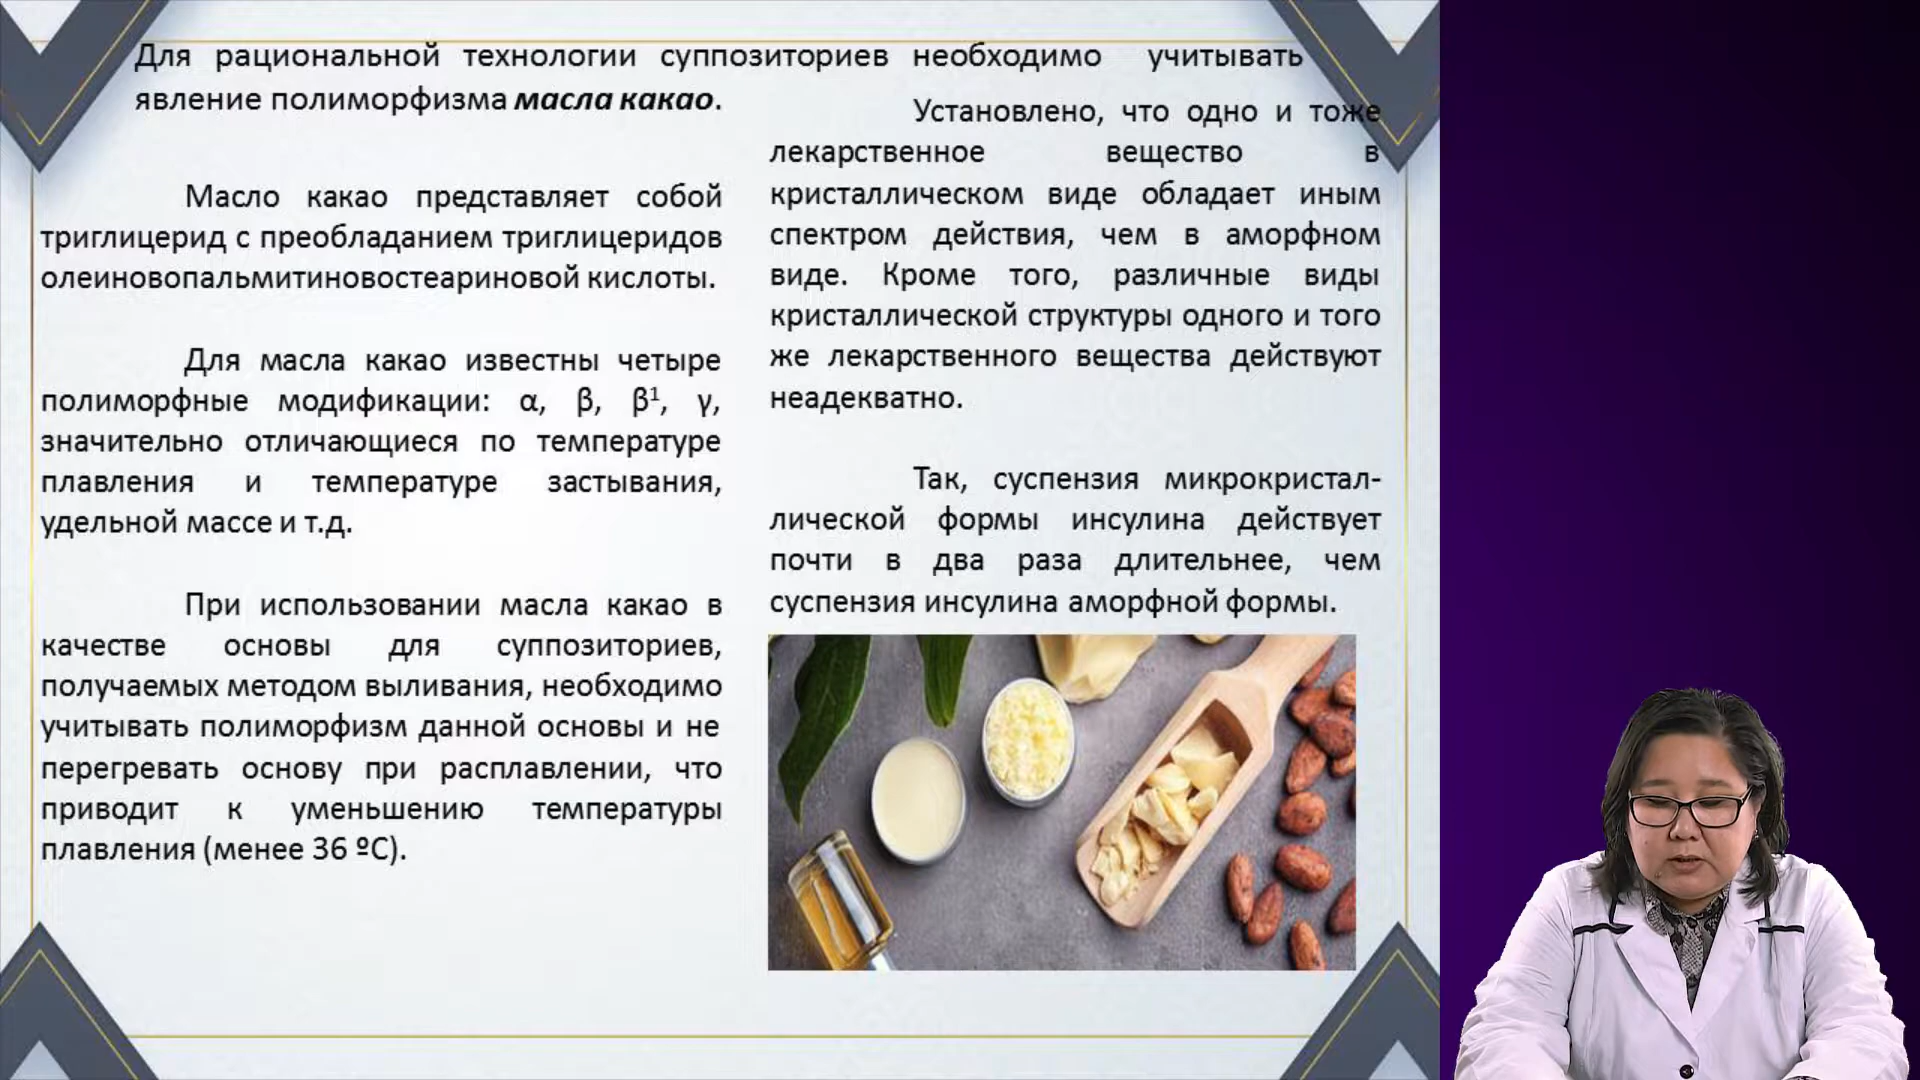 Для рациональной технологии суппозиториев необходимо учитывать
явление полиморфизма масла какао.
Масло какао представляет собой
триглицерид с преобладанием триглицеридов
олеиновопальмитиновостеариновой кислоты.
Для масла какао известны четыре
полиморфные модификации: α, β, β¹, γ,
значительно отличающиеся по температуре
плавления и температуре застывания,
удельной массе и т.д.
При использовании масла какао в
качестве основы для суппозиториев,
получаемых методом выливания, необходимо
учитывать полиморфизм данной основы и не
перегревать основу при расплавлении, что
приводит к уменьшению температуры
плавления (менее 36 ºС).
Установлено, что одно и тоже
лекарственное вещество в
кристаллическом виде обладает иным
спектром действия, чем в аморфном
виде. Кроме того, различные виды
кристаллической структуры одного и того
же лекарственного вещества действуют
неадекватно.
Так, суспензия микрокристал-
лической формы инсулина действует
почти в два раза длительнее, чем
суспензия инсулина аморфной формы.